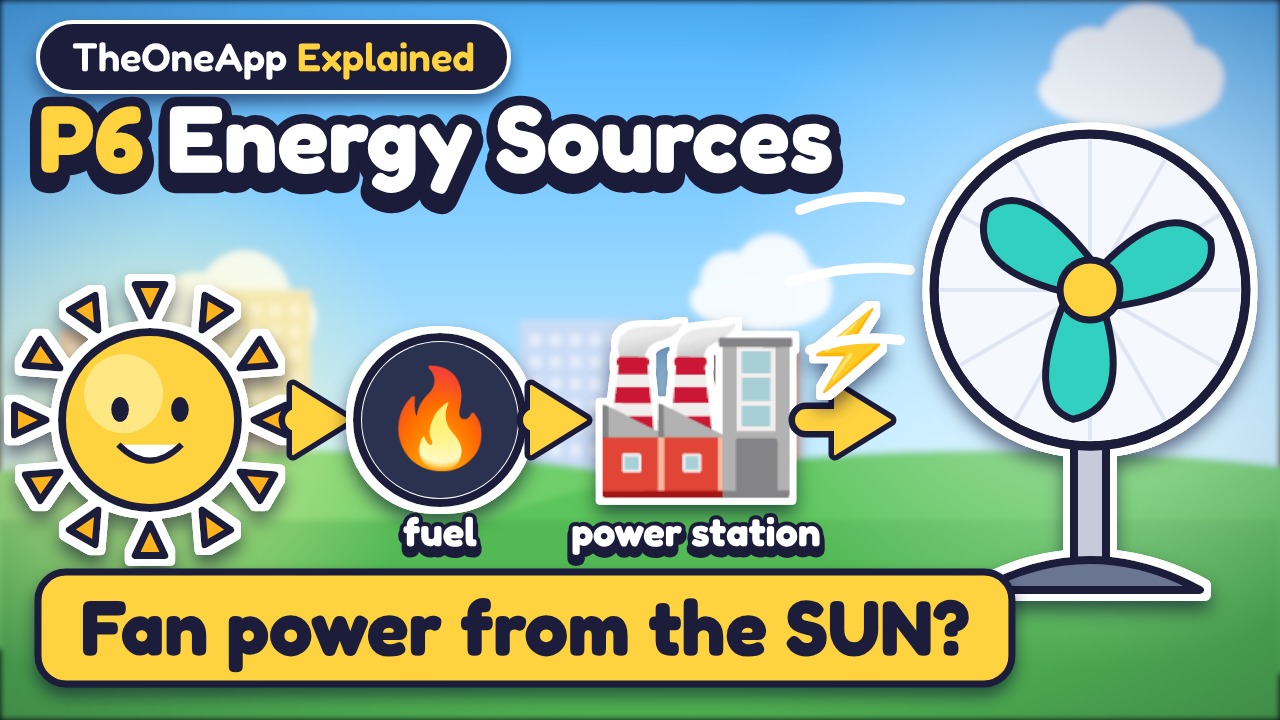 TheOneApp Explained
P6 Energy Sources
fuel
power station
Fan power from the SUN?